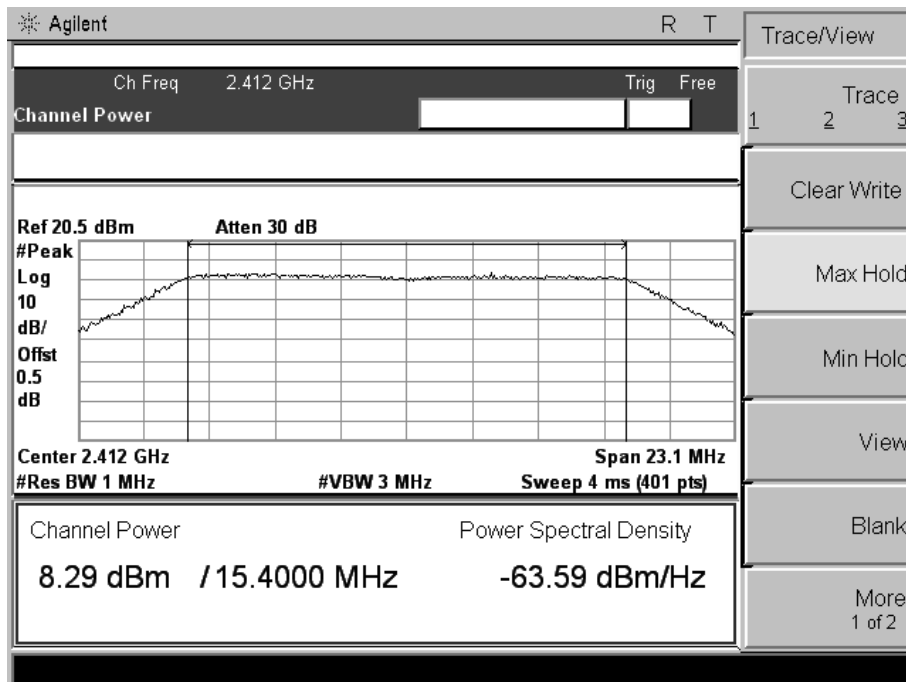 Agilent R T
Ch Freq 2.412 GHz Trig Free
Channel Power
Ref 20.5 dBm Atten 30 dB
#Peak
Log
10
dB/
Offst
0.5
dB
Center 2.412 GHz Span 23.1 MHz
#Res BW 1 MHz #VBW 3 MHz Sweep 4 ms (401 pts)
Channel Power Power Spectral Density
8.29 dBm / 15.4000 MHz -63.59 dBm/Hz
Trace/View
Trace
1 2 3
Clear Write
Max Hold
Min Hold
View
Blank
More
1 of 2